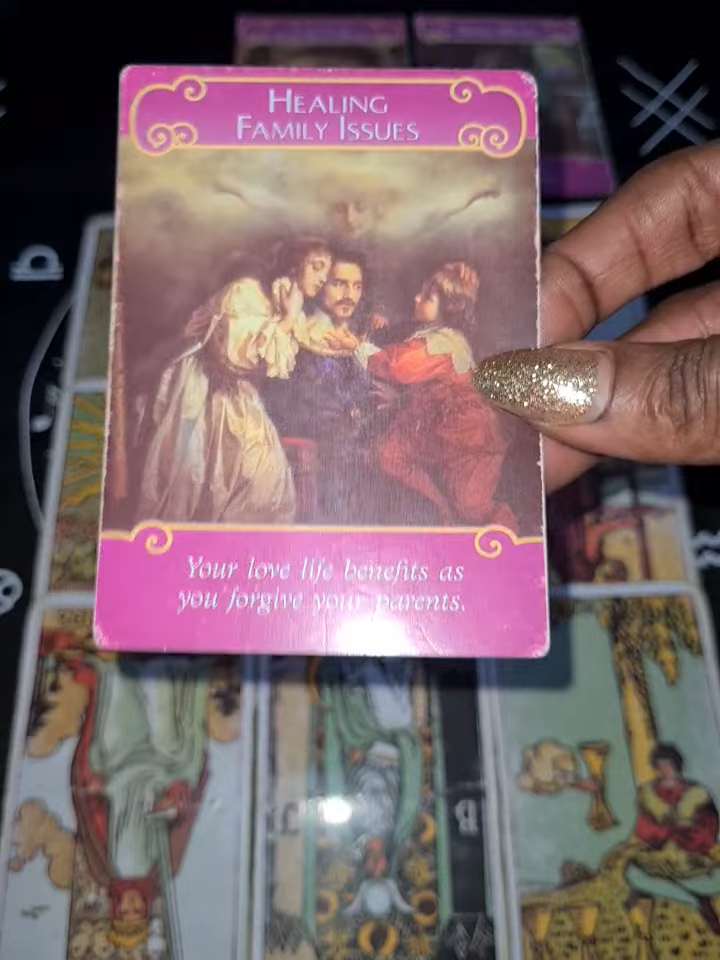 HEALING
FAMILY ISSUES
Your love life benefits as
you forgive your parents.
B